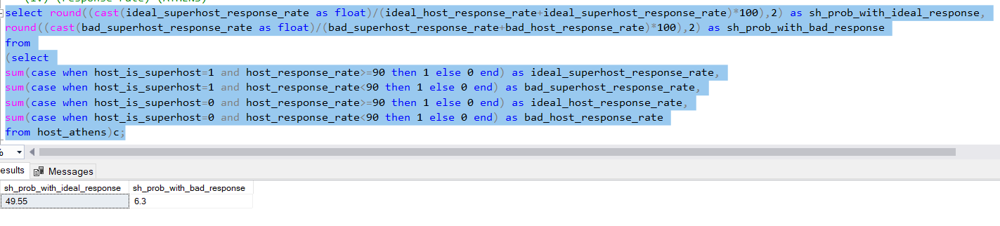 select round((cast(ideal_superhost_response_rate as float)/(ideal_host_response_rate+ideal_superhost_response_rate)*100),2) as sh_prob_with_ideal_response,
round((cast(bad_superhost_response_rate as float)/(bad_superhost_response_rate+bad_host_response_rate)*100),2) as sh_prob_with_bad_response
from
(select
sum(case when host_is_superhost=1 and host_response_rate>=90 then 1 else 0 end) as ideal_superhost_response_rate,
sum(case when host_is_superhost=1 and host_response_rate<90 then 1 else 0 end) as bad_superhost_response_rate,
sum(case when host_is_superhost=0 and host_response_rate>=90 then 1 else 0 end) as ideal_host_response_rate,
sum(case when host_is_superhost=0 and host_response_rate<90 then 1 else 0 end) as bad_host_response_rate
from host_athens)c;
%
esults Messages
sh_prob_with_ideal_response sh_prob_with_bad_response
49.55 6.3